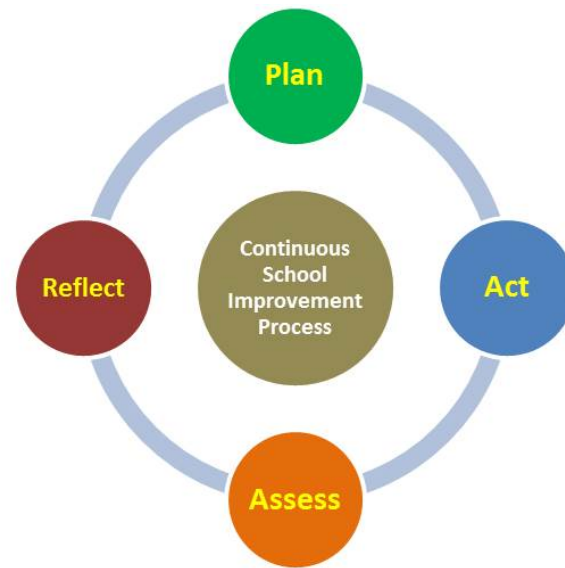 Plan
Continuous
School
Improvement
Process
Reflect
Act
Assess